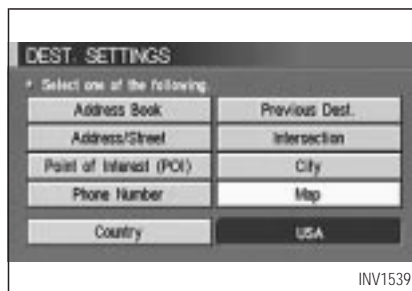 DEST. SETTINGS
Select one of the following
Address Book Previous Dest.
Address/Street Intersection
Point of Interest (POI) City
Phone Number Map
Country USA
INV1539